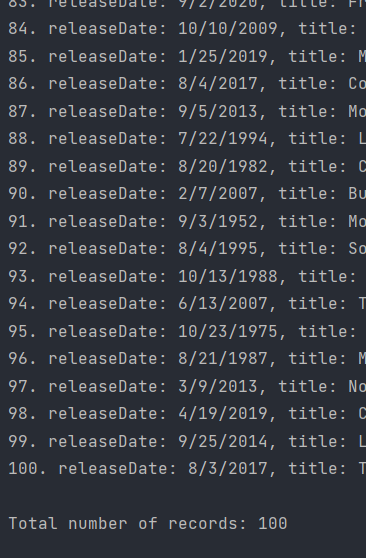 83. releaseDate: 9/2/2020, title:
84. releaseDate: 10/10/2009, title:
85. releaseDate: 1/25/2019, title: M
86. releaseDate: 8/4/2017, title: Co
87. releaseDate: 9/5/2013, title: Mo
88. releaseDate: 7/22/1994, title: L
89. releaseDate: 8/20/1982, title: C
90. releaseDate: 2/7/2007, title: Bu
91. releaseDate: 9/3/1952, title: Mo
92. releaseDate: 8/4/1995, title: So
93. releaseDate: 10/13/1988, title:
94. releaseDate: 6/13/2007, title: T
95. releaseDate: 10/23/1975, title:
96. releaseDate: 8/21/1987, title: M
97. releaseDate: 3/9/2013, title: No
98. releaseDate: 4/19/2019, title: C
99. releaseDate: 9/25/2014, title: L
100. releaseDate: 8/3/2017, title: T
Total number of records: 100